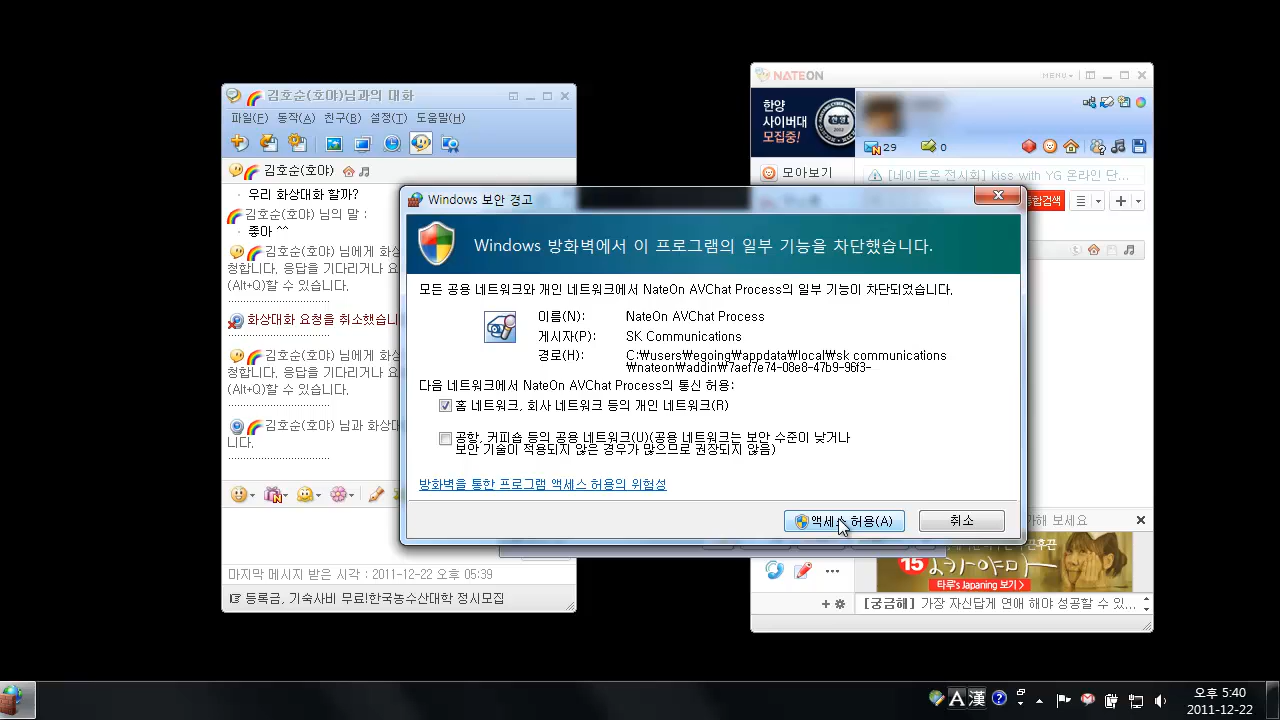 김호순(호야)님과의 대화
파일(F) 동작(A) 친구(B) 설정(T) 도움말(H)
김호순(호야)
우리 화상대화 할까?
김호순(호야) 님의 말 :
좋아 ^^
김호순(호야) 님에게 화상
청합니다. 응답을 기다리거나 요
(Alt+Q)할 수 있습니다.
화상대화 요청을 취소했습니
김호순(호야) 님에게 화상
청합니다. 응답을 기다리거나 요
(Alt+Q)할 수 있습니다.
김호순(호야) 님과 화상대
니다.
마지막 메시지 받은 시각 : 2011-12-22 오후 05:39
등록금, 기숙사비 무료!한국농수산대학 정시모집
Windows 보안 경고
Windows 방화벽에서 이 프로그램의 일부 기능을 차단했습니다.
모든 공용 네트워크와 개인 네트워크에서 NateOn AVChat Process의 일부 기능이 차단되었습니다.
이름(N): NateOn AVChat Process
게시자(P): SK Communications
경로(H): C:₩users₩egoing₩appdata₩local₩sk communications
₩nateon₩addin₩7aef7e74-08e8-47b9-96f3-
다음 네트워크에서 NateOn AVChat Process의 통신 허용:
홈 네트워크, 회사 네트워크 등의 개인 네트워크(R)
공항, 커피숍 등의 공용 네트워크(U)(공용 네트워크는 보안 수준이 낮거나
보안 기술이 적용되지 않은 경우가 많으므로 권장되지 않음)
방화벽을 통한 프로그램 액세스 허용의 위험성
액세스 허용(A) 취소
NATEON
MENU
한양
사이버대
모집중!
29 0
모아보기
[네이트온 전시회] kiss with YG 온라인 단...
통합검색
해 보세요
15
타루's Japaning 보기 >
[궁금해] 가장 자신답게 연애 해야 성공할 수 있...
A 漢
오후 5:40
2011-12-22